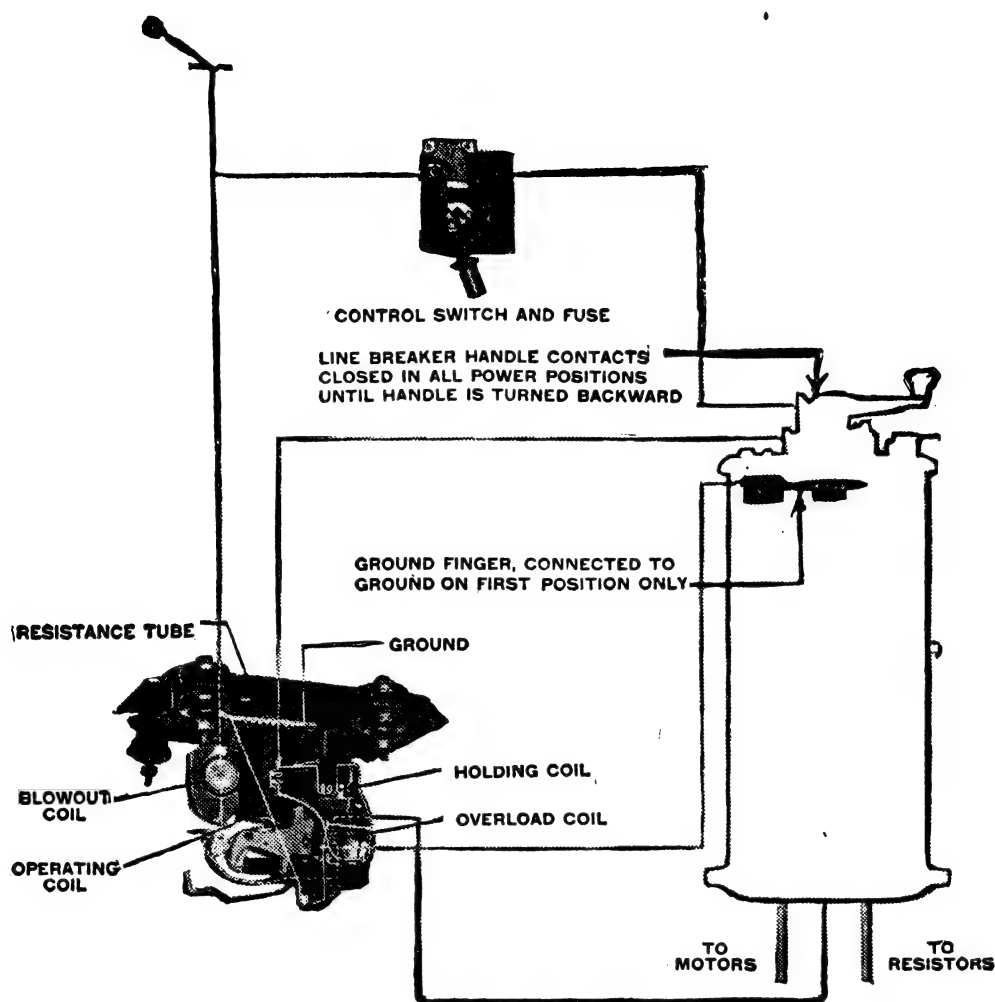 CONTROL SWITCH AND FUSE
LINE BREAKER HANDLE CONTACTS
CLOSED IN ALL POWER POSITIONS
UNTIL HANDLE IS TURNED BACKWARD
GROUND FINGER, CONNECTED TO
GROUND ON FIRST POSITION ONLY
RESISTANCE TUBE
GROUND
HOLDING COIL
BLOWOUT
COIL
OVERLOAD COIL
OPERATING
COIL
TO
MOTORS
TO
RESISTORS